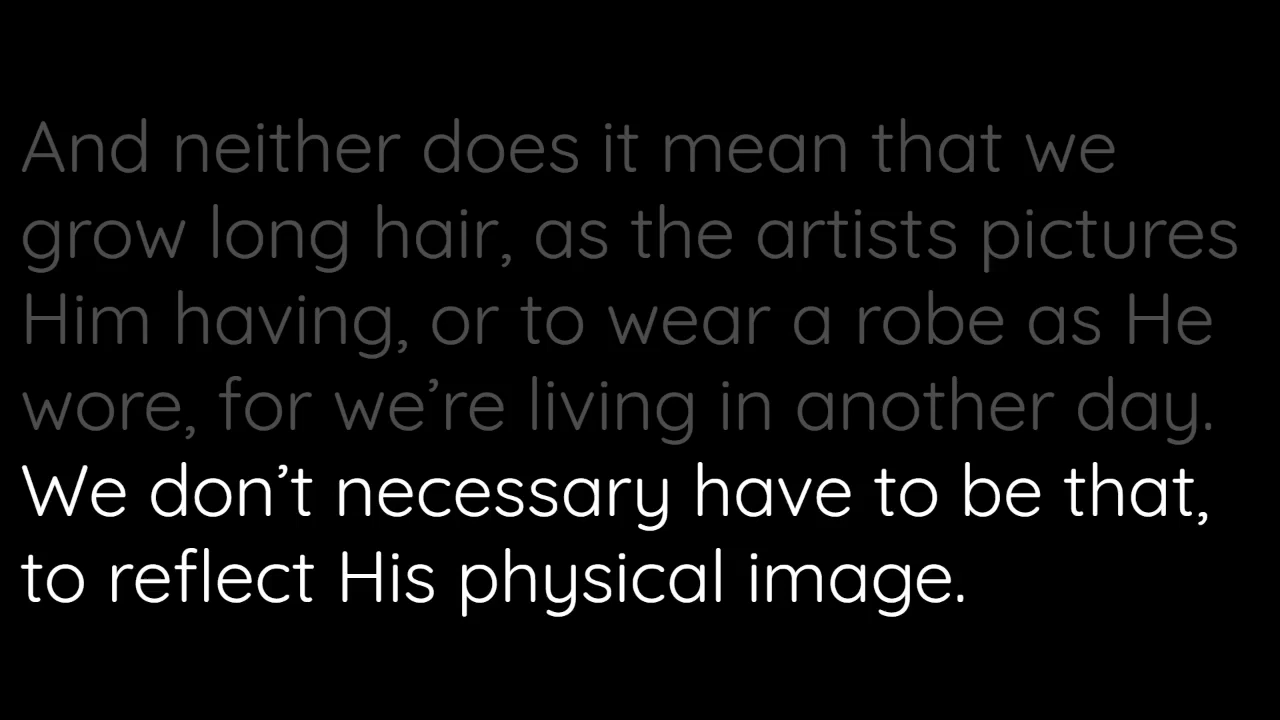 And neither does it mean that we
grow long hair, as the artists pictures
Him having, or to wear a robe as He
wore, for we’re living in another day.
We don’t necessary have to be that,
to reflect His physical image.